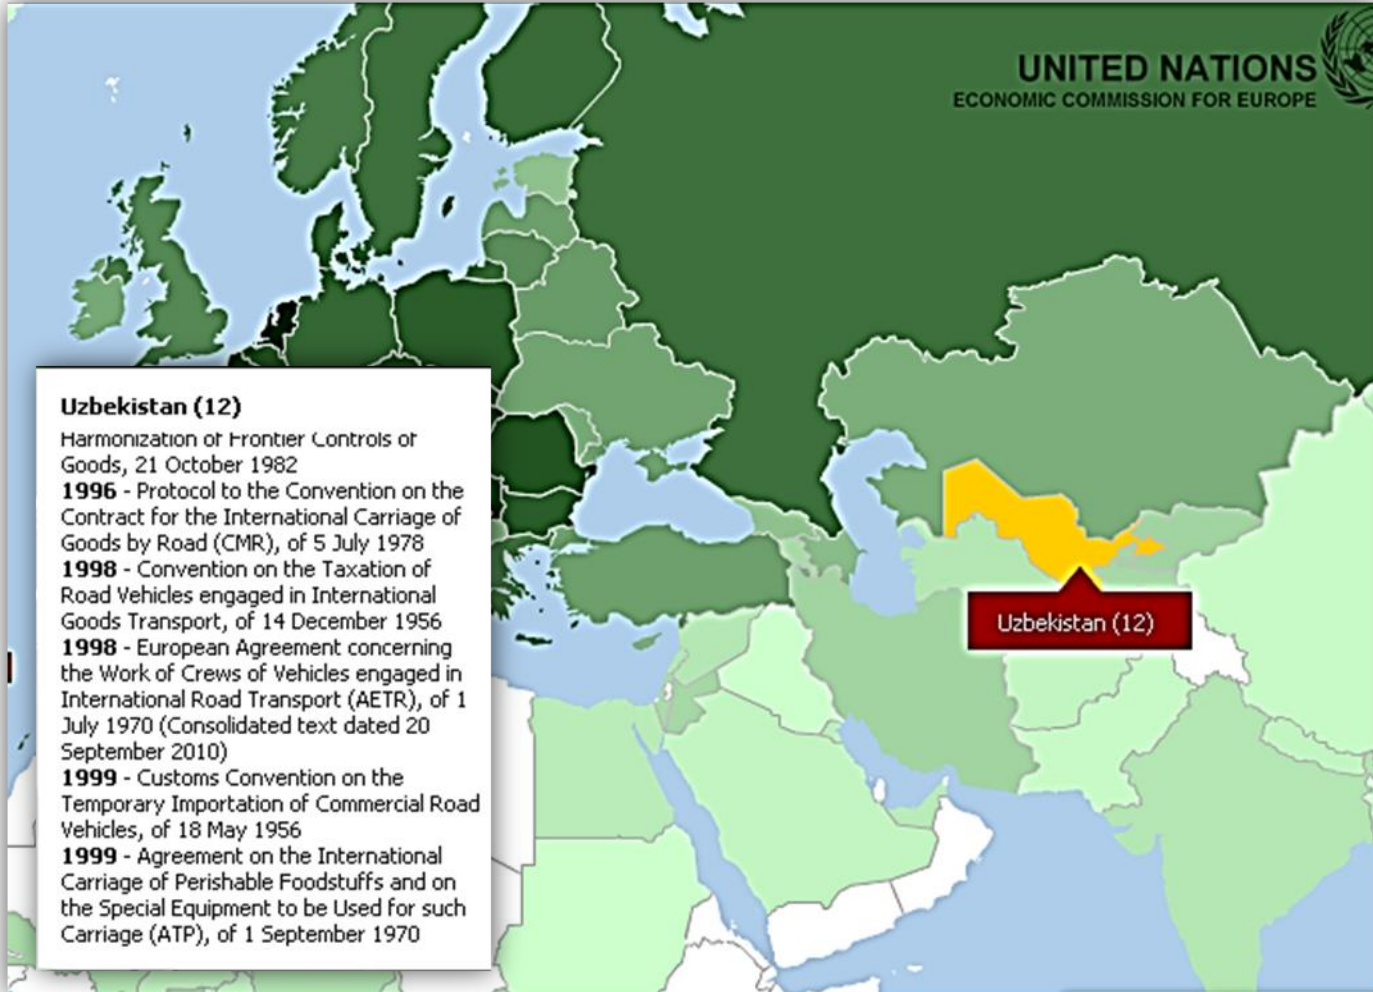 UNITED NATIONS
ECONOMIC COMMISSION FOR EUROPE
Uzbekistan (12)
Harmonization of Frontier Controls of
Goods, 21 October 1982
1996 - Protocol to the Convention on the
Contract for the International Carriage of
Goods by Road (CMR), of 5 July 1978
1998 - Convention on the Taxation of
Road Vehicles engaged in International
Goods Transport, of 14 December 1956
1998 - European Agreement concerning
the Work of Crews of Vehicles engaged in
International Road Transport (AETR), of 1
July 1970 (Consolidated text dated 20
September 2010)
1999 - Customs Convention on the
Temporary Importation of Commercial Road
Vehicles, of 18 May 1956
1999 - Agreement on the International
Carriage of Perishable Foodstuffs and on
the Special Equipment to be Used for such
Carriage (ATP), of 1 September 1970
Uzbekistan (12)